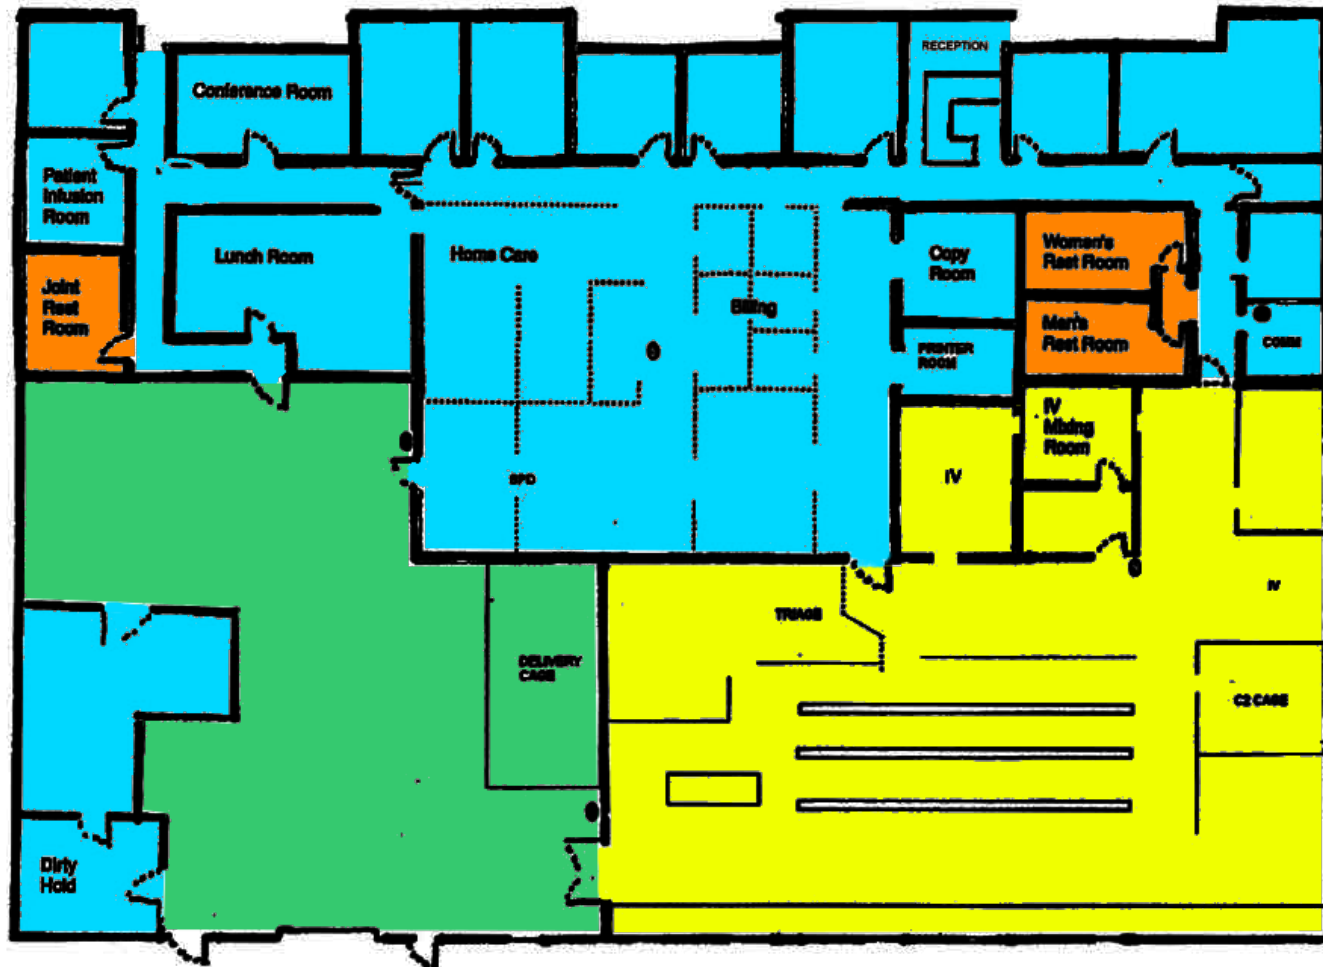 RECEPTION
Conference Room
Patient
Infusion
Room
Lunch Room
Home Care
Copy
Room
Women's
Rest Room
Joint
Rest
Room
Billing
Men's
Rest Room
COMM
PRINTER
ROOM
IV
Mixing
Room
SPD
IV
IV
TRIAGE
DELIVERY
CAGE
C2 CAGE
Dirty
Hold